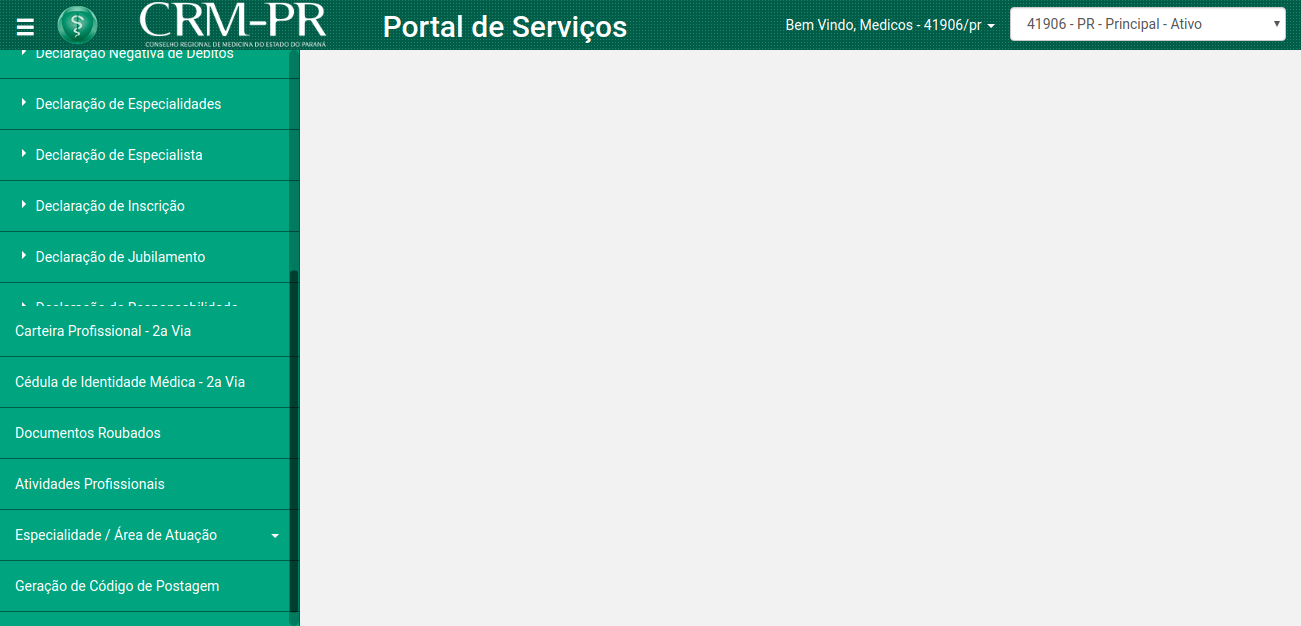 CRM-PR
CONSELHO REGIONAL DE MEDICINA DO ESTADO DO PARANÁ
Portal de Serviços
Bem Vindo, Medicos - 41906/pr
41906 - PR - Principal - Ativo
Declaração Negativa de Débitos
Declaração de Especialidades
Declaração de Especialista
Declaração de Inscrição
Declaração de Jubilamento
Declaração de Responsabilidade
Carteira Profissional - 2a Via
Cédula de Identidade Médica - 2a Via
Documentos Roubados
Atividades Profissionais
Especialidade / Área de Atuação
Geração de Código de Postagem